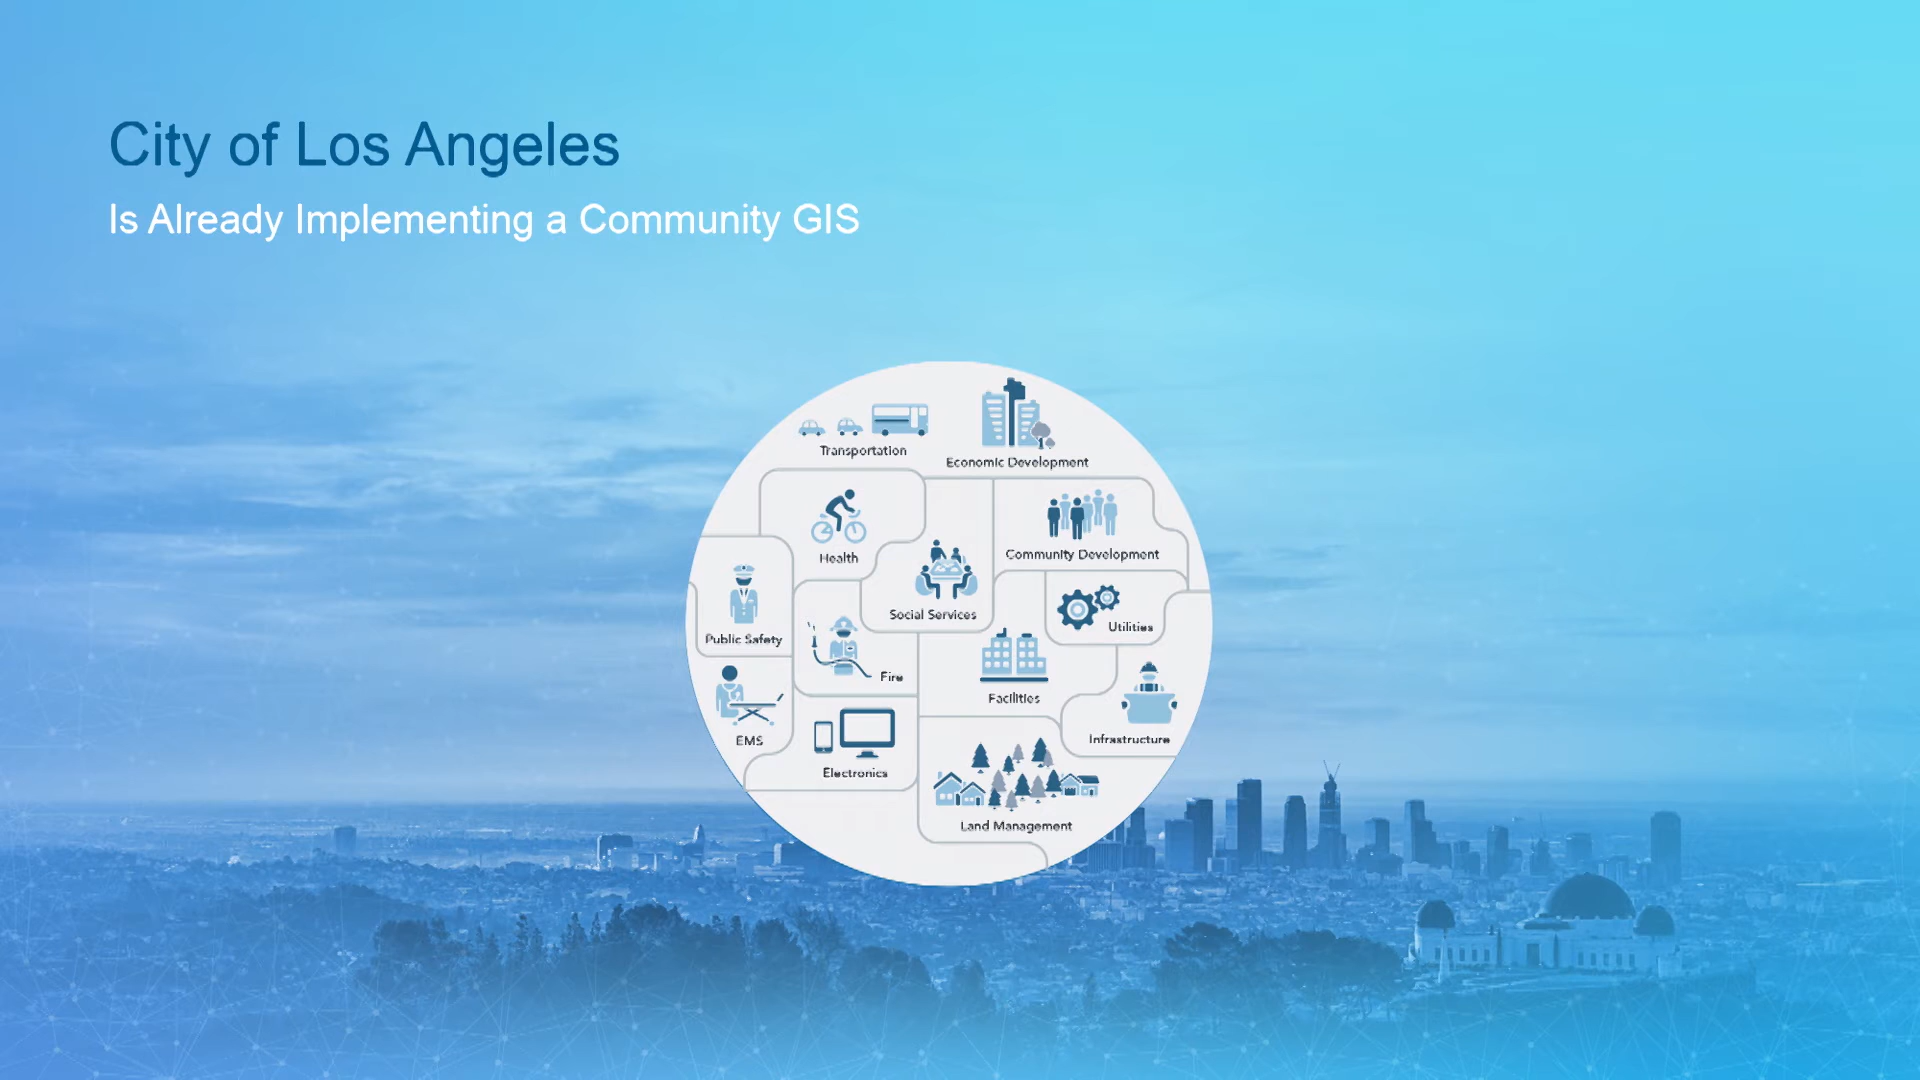 City of Los Angeles
Is Already Implementing a Community GIS
Transportation
Economic Development
Health
Community Development
Social Services
Utilities
Public Safety
Fire
Facilities
EMS
Infrastructure
Electronics
Land Management